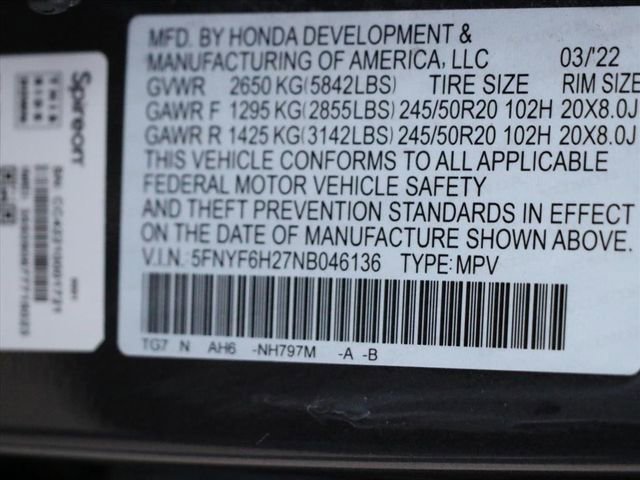 MFD. BY HONDA DEVELOPMENT &
MANUFACTURING OF AMERICA, LLC 03/'22
GVWR 2650 KG(5842LBS) TIRE SIZE RIM SIZE
GAWR F 1295 KG(2855LBS) 245/50R20 102H 20X8.0J
GAWR R 1425 KG(3142LBS) 245/50R20 102H 20X8.0J
THIS VEHICLE CONFORMS TO ALL APPLICABLE
FEDERAL MOTOR VEHICLE SAFETY
AND THEFT PREVENTION STANDARDS IN EFFECT
ON THE DATE OF MANUFACTURE SHOWN ABOVE.
V.I.N.: 5FNYF6H27NB046136 TYPE:MPV
TG7 N AH6 -NH797M -A -B
Spireon
THIS
SIDE